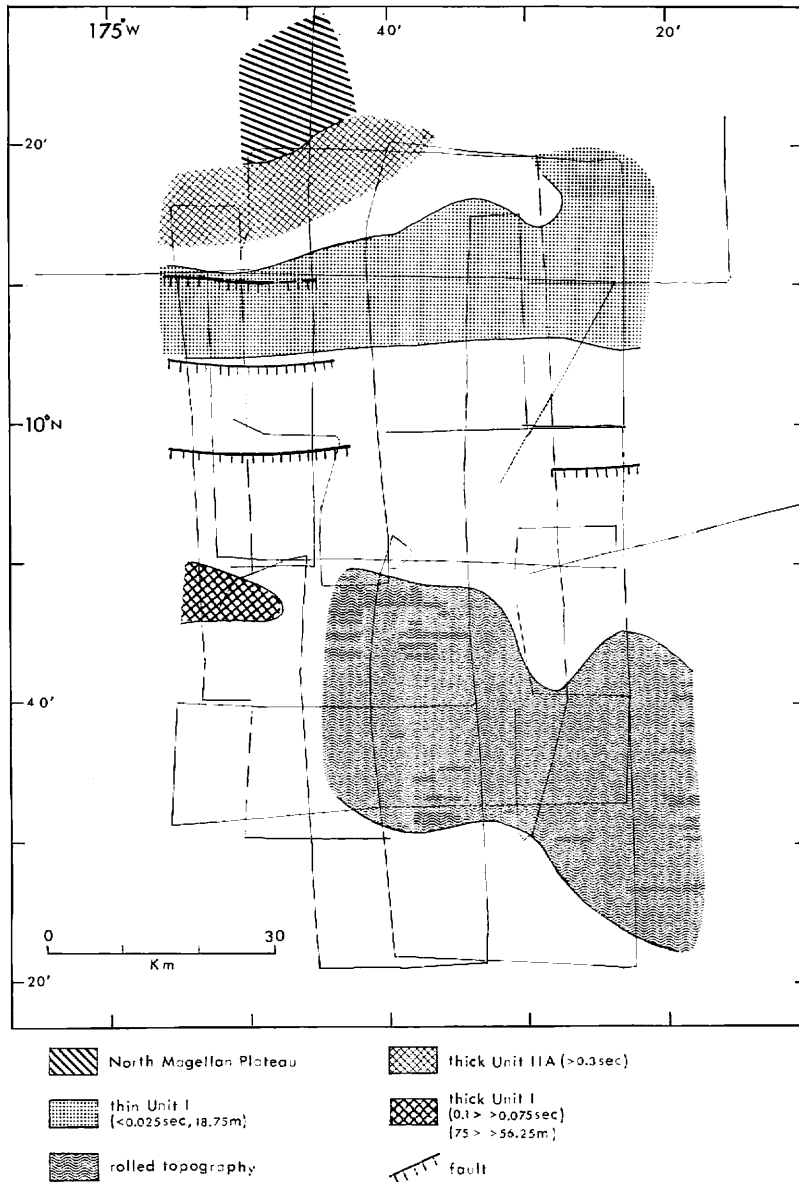 175°W 40' 20'
20'
10°N
40'
0 30
Km
20'
North Magellan Plateau
thin Unit I
(<0.025sec, 18.75m)
rolled topography
thick Unit IIA (>0.3sec)
thick Unit I
(0.1> >0.075sec)
(75> >56.25m)
fault